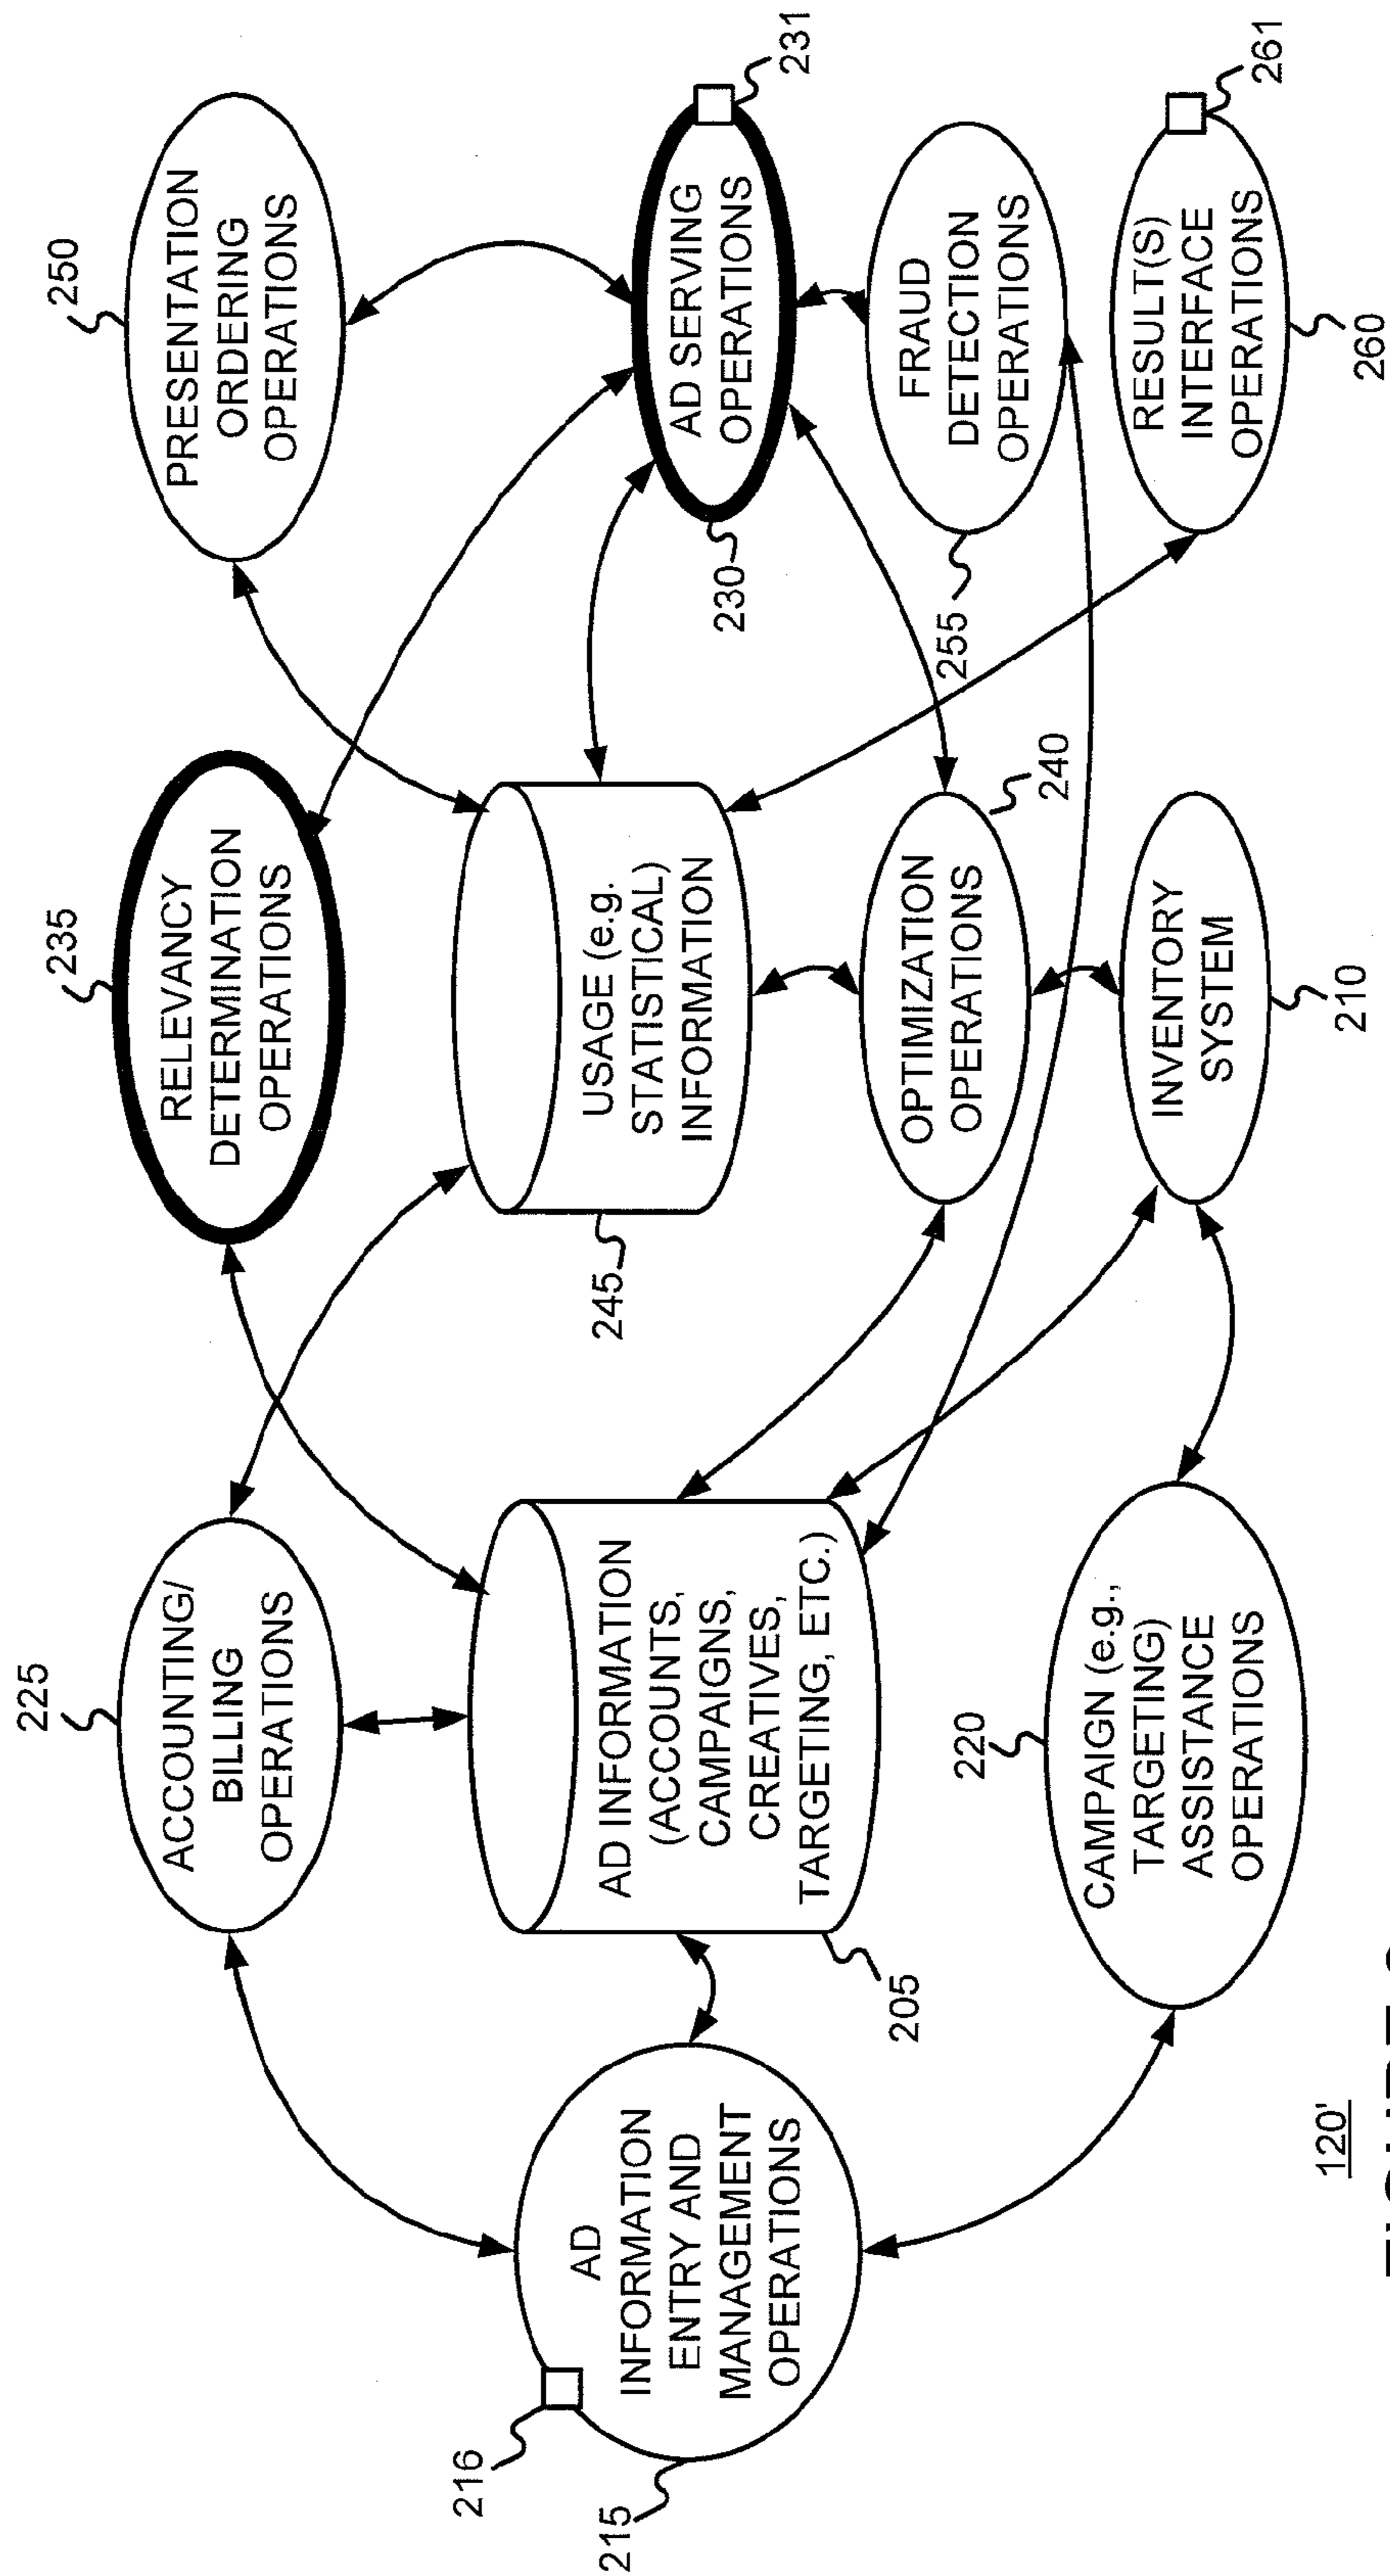 225
235
250
ACCOUNTING/
BILLING
OPERATIONS
RELEVANCY
DETERMINATION
OPERATIONS
PRESENTATION
ORDERING
OPERATIONS
216
215
AD
INFORMATION
ENTRY AND
MANAGEMENT
OPERATIONS
AD INFORMATION
(ACCOUNTS,
CAMPAIGNS,
CREATIVES,
TARGETING, ETC.)
205
245
USAGE (e.g.
STATISTICAL)
INFORMATION
AD SERVING
OPERATIONS
231
230
OPTIMIZATION
OPERATIONS
240
255
FRAUD
DETECTION
OPERATIONS
220
CAMPAIGN (e.g.,
TARGETING)
ASSISTANCE
OPERATIONS
INVENTORY
SYSTEM
210
RESULT(S)
INTERFACE
OPERATIONS
261
260
120'